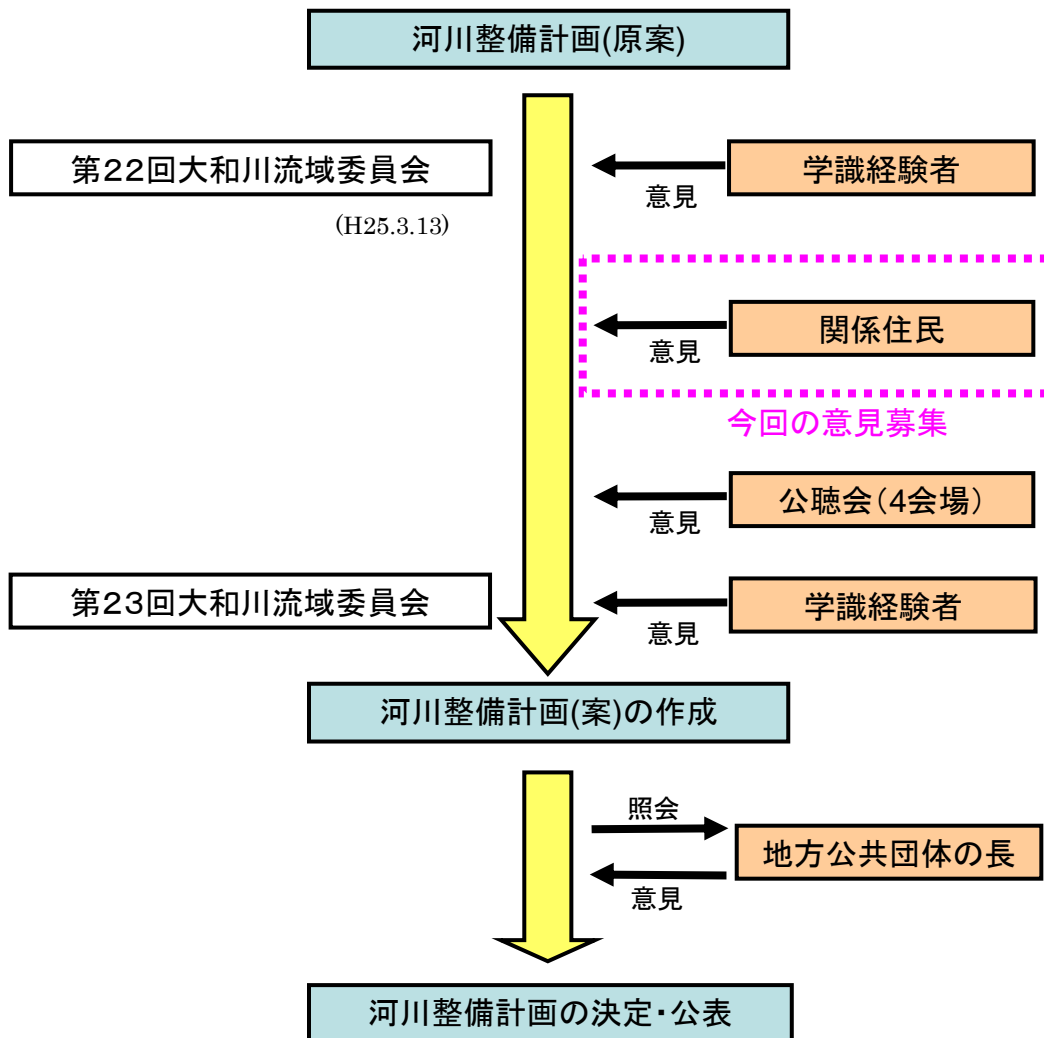 河川整備計画(原案)
第22回大和川流域委員会
(H25.3.13)
学識経験者
意見
関係住民
意見
今回の意見募集
公聴会(4会場)
意見
第23回大和川流域委員会
学識経験者
意見
河川整備計画(案)の作成
照会
地方公共団体の長
意見
河川整備計画の決定・公表